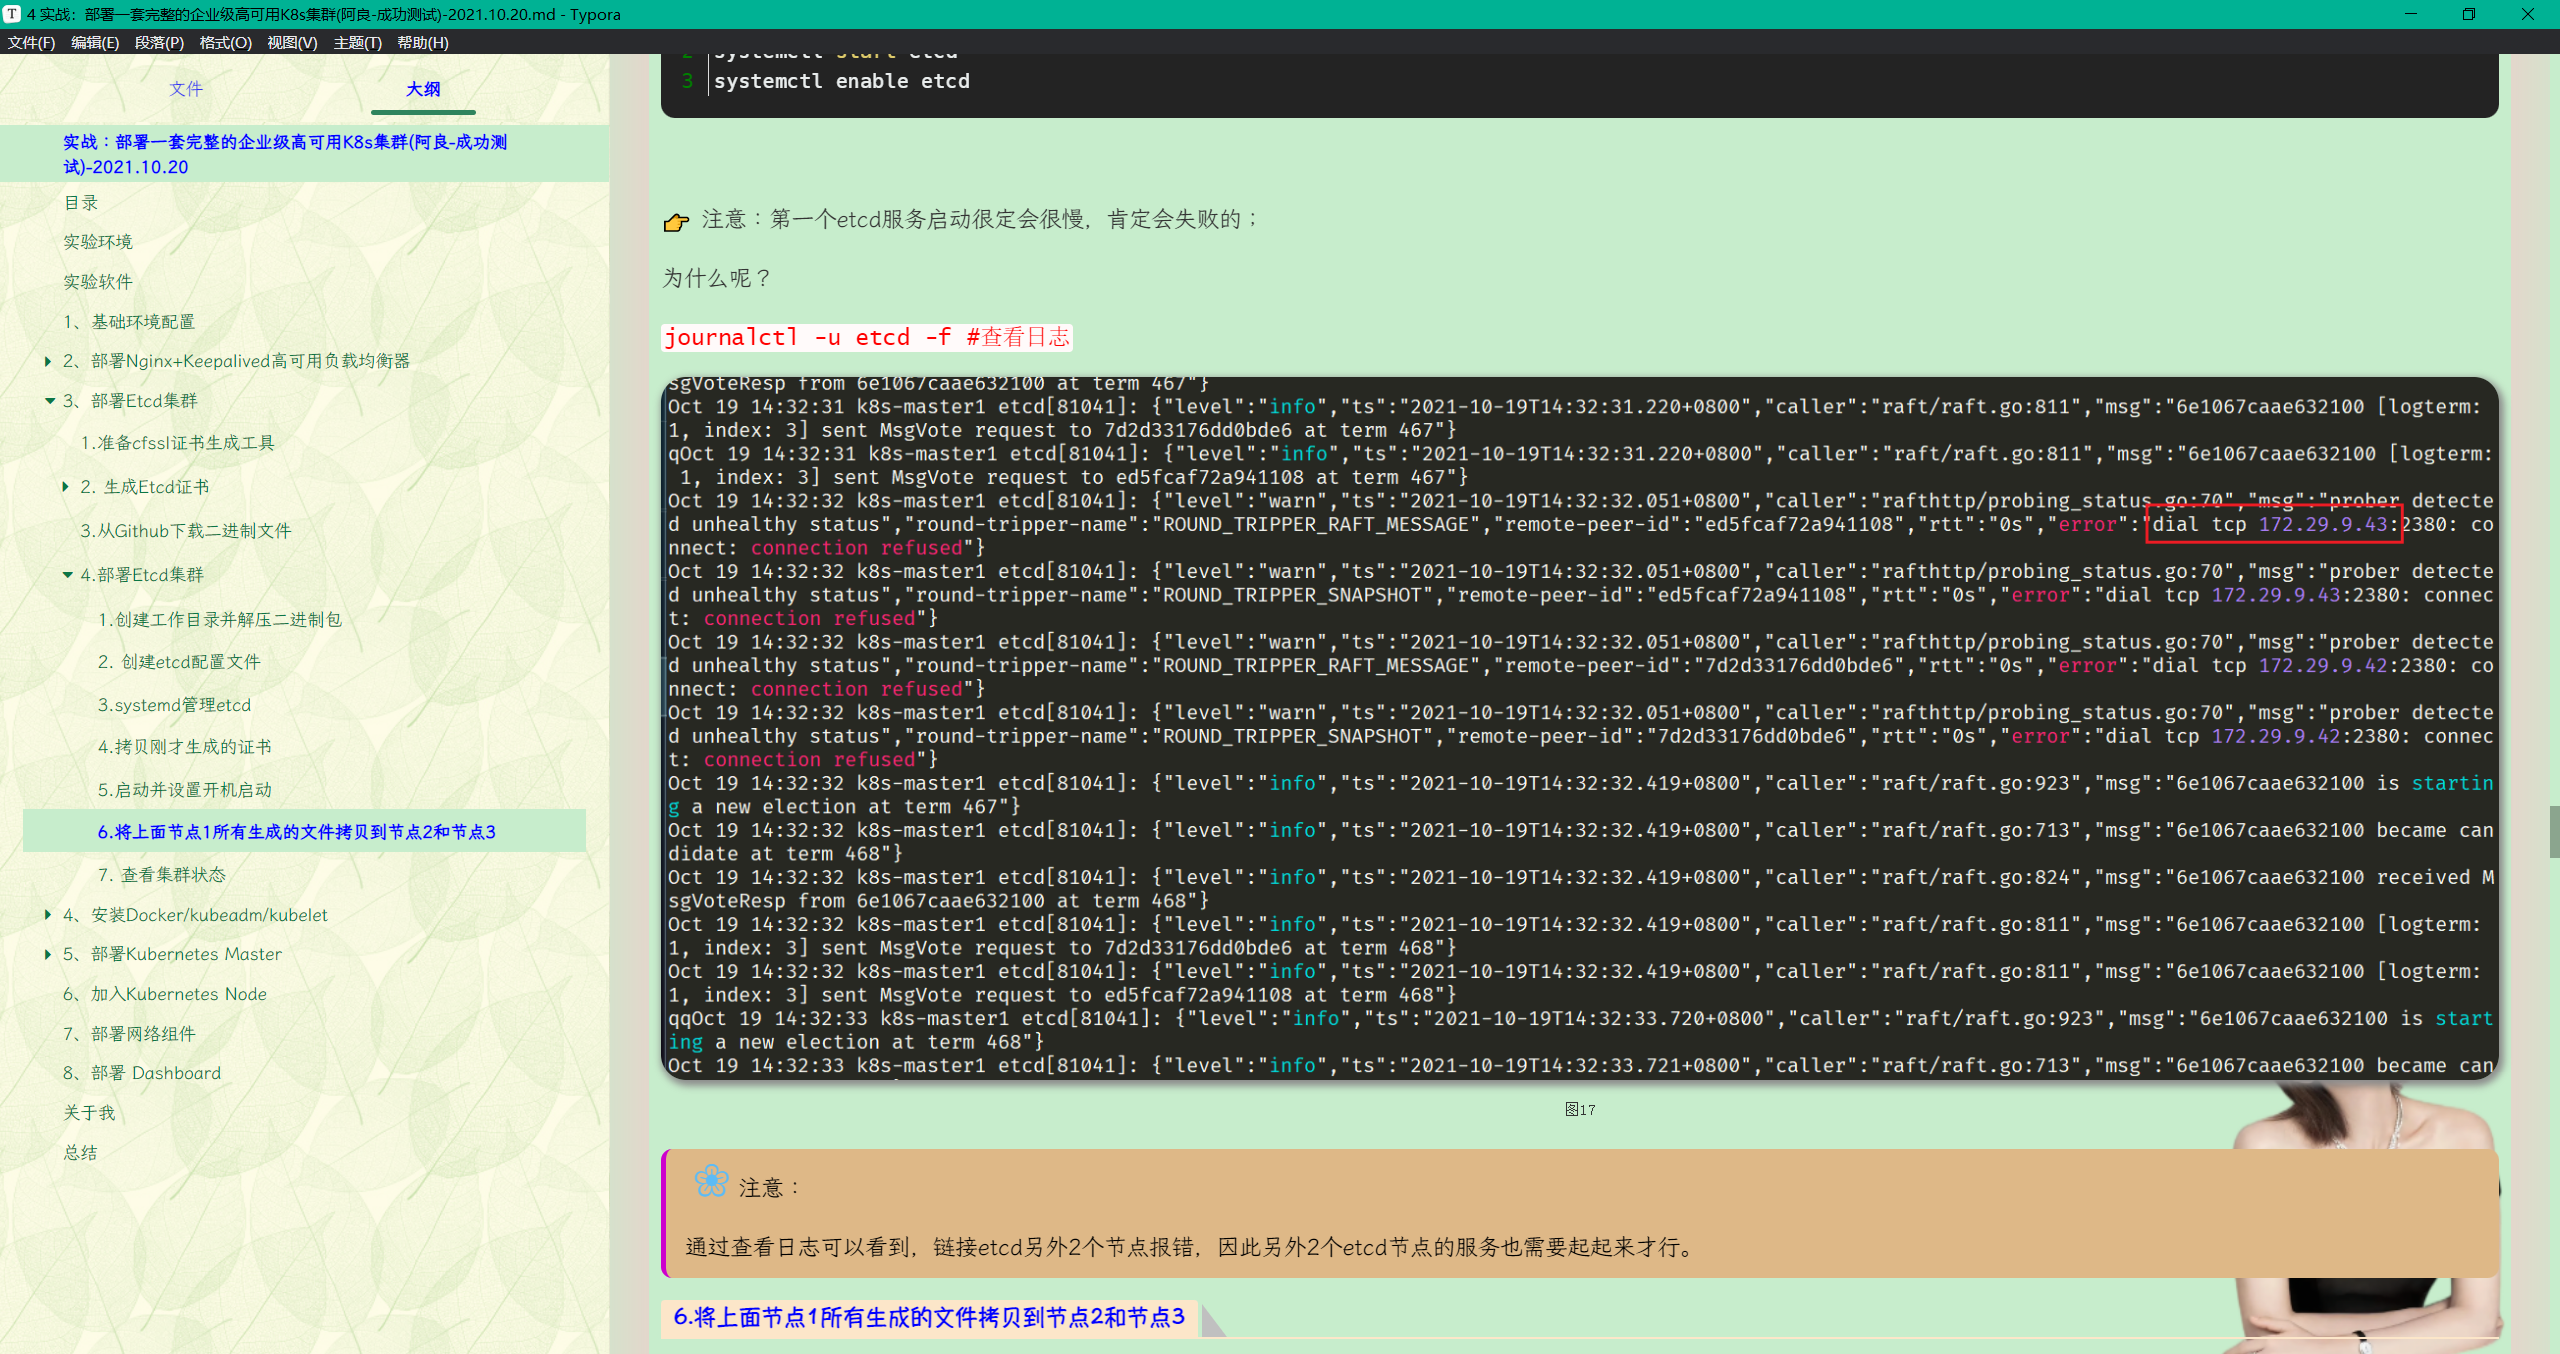 4 实战：部署一套完整的企业级高可用K8s集群(阿良-成功测试)-2021.10.20.md - Typora
文件(F) 编辑(E) 段落(P) 格式(O) 视图(V) 主题(T) 帮助(H)
文件 大纲
实战：部署一套完整的企业级高可用K8s集群(阿良-成功测
试)-2021.10.20
目录
实验环境
实验软件
1、基础环境配置
2、部署Nginx+Keepalived高可用负载均衡器
3、部署Etcd集群
1.准备cfssl证书生成工具
2. 生成Etcd证书
3.从Github下载二进制文件
4.部署Etcd集群
1.创建工作目录并解压二进制包
2. 创建etcd配置文件
3.systemd管理etcd
4.拷贝刚才生成的证书
5.启动并设置开机启动
6.将上面节点1所有生成的文件拷贝到节点2和节点3
7. 查看集群状态
4、安装Docker/kubeadm/kubelet
5、部署Kubernetes Master
6、加入Kubernetes Node
7、部署网络组件
8、部署 Dashboard
关于我
总结
2 systemctl start etcd
3 systemctl enable etcd
👉 注意：第一个etcd服务启动很定会很慢，肯定会失败的；
为什么呢？
journalctl -u etcd -f #查看日志
sgVoteResp from 6e1067caae632100 at term 467"}
Oct 19 14:32:31 k8s-master1 etcd[81041]: {"level":"info","ts":"2021-10-19T14:32:31.220+0800","caller":"raft/raft.go:811","msg":"6e1067caae632100 [logterm:
1, index: 3] sent MsgVote request to 7d2d33176dd0bde6 at term 467"}
qOct 19 14:32:31 k8s-master1 etcd[81041]: {"level":"info","ts":"2021-10-19T14:32:31.220+0800","caller":"raft/raft.go:811","msg":"6e1067caae632100 [logterm:
1, index: 3] sent MsgVote request to ed5fcaf72a941108 at term 467"}
Oct 19 14:32:32 k8s-master1 etcd[81041]: {"level":"warn","ts":"2021-10-19T14:32:32.051+0800","caller":"rafthttp/probing_status.go:70","msg":"prober detecte
d unhealthy status","round-tripper-name":"ROUND_TRIPPER_RAFT_MESSAGE","remote-peer-id":"ed5fcaf72a941108","rtt":"0s","error":"dial tcp 172.29.9.43:2380: co
nnect: connection refused"}
Oct 19 14:32:32 k8s-master1 etcd[81041]: {"level":"warn","ts":"2021-10-19T14:32:32.051+0800","caller":"rafthttp/probing_status.go:70","msg":"prober detecte
d unhealthy status","round-tripper-name":"ROUND_TRIPPER_SNAPSHOT","remote-peer-id":"ed5fcaf72a941108","rtt":"0s","error":"dial tcp 172.29.9.43:2380: connec
t: connection refused"}
Oct 19 14:32:32 k8s-master1 etcd[81041]: {"level":"warn","ts":"2021-10-19T14:32:32.051+0800","caller":"rafthttp/probing_status.go:70","msg":"prober detecte
d unhealthy status","round-tripper-name":"ROUND_TRIPPER_RAFT_MESSAGE","remote-peer-id":"7d2d33176dd0bde6","rtt":"0s","error":"dial tcp 172.29.9.42:2380: co
nnect: connection refused"}
Oct 19 14:32:32 k8s-master1 etcd[81041]: {"level":"warn","ts":"2021-10-19T14:32:32.051+0800","caller":"rafthttp/probing_status.go:70","msg":"prober detecte
d unhealthy status","round-tripper-name":"ROUND_TRIPPER_SNAPSHOT","remote-peer-id":"7d2d33176dd0bde6","rtt":"0s","error":"dial tcp 172.29.9.42:2380: connec
t: connection refused"}
Oct 19 14:32:32 k8s-master1 etcd[81041]: {"level":"info","ts":"2021-10-19T14:32:32.419+0800","caller":"raft/raft.go:923","msg":"6e1067caae632100 is startin
g a new election at term 467"}
Oct 19 14:32:32 k8s-master1 etcd[81041]: {"level":"info","ts":"2021-10-19T14:32:32.419+0800","caller":"raft/raft.go:713","msg":"6e1067caae632100 became can
didate at term 468"}
Oct 19 14:32:32 k8s-master1 etcd[81041]: {"level":"info","ts":"2021-10-19T14:32:32.419+0800","caller":"raft/raft.go:824","msg":"6e1067caae632100 received M
sgVoteResp from 6e1067caae632100 at term 468"}
Oct 19 14:32:32 k8s-master1 etcd[81041]: {"level":"info","ts":"2021-10-19T14:32:32.419+0800","caller":"raft/raft.go:811","msg":"6e1067caae632100 [logterm:
1, index: 3] sent MsgVote request to 7d2d33176dd0bde6 at term 468"}
Oct 19 14:32:32 k8s-master1 etcd[81041]: {"level":"info","ts":"2021-10-19T14:32:32.419+0800","caller":"raft/raft.go:811","msg":"6e1067caae632100 [logterm:
1, index: 3] sent MsgVote request to ed5fcaf72a941108 at term 468"}
qqOct 19 14:32:33 k8s-master1 etcd[81041]: {"level":"info","ts":"2021-10-19T14:32:33.720+0800","caller":"raft/raft.go:923","msg":"6e1067caae632100 is start
ing a new election at term 468"}
Oct 19 14:32:33 k8s-master1 etcd[81041]: {"level":"info","ts":"2021-10-19T14:32:33.721+0800","caller":"raft/raft.go:713","msg":"6e1067caae632100 became can
图17
注意：
通过查看日志可以看到，链接etcd另外2个节点报错，因此另外2个etcd节点的服务也需要起起来才行。
6.将上面节点1所有生成的文件拷贝到节点2和节点3